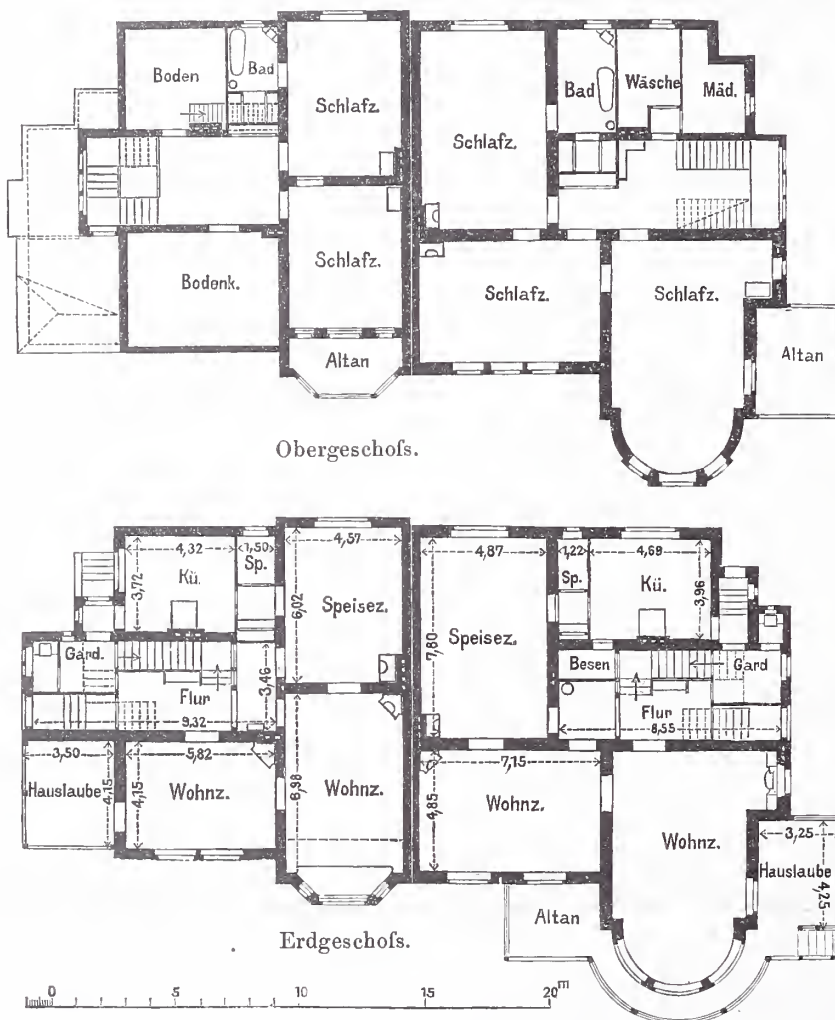 Boden
Bad
Schlafz.
Schlafz.
Bad
Wäsche
Mäd.
Bodenk.
Schlafz.
Schlafz.
Schlafz.
Altan
Altan
Obergeschoſs.
4,32
1,50
4,57
4,87
1,22
4,69
3,72
Kü.
Sp.
6,02
Speisez.
7,80
Speisez.
Sp.
Kü.
3,96
Gard.
Flur
3,46
9,32
Besen
Gard
Flur
8,55
3,50
5,82
Hauslaube
4,15
4,15
Wohnz.
6,98
Wohnz.
7,15
4,85
Wohnz.
Wohnz.
3,25
Hauslaube
4,25
Altan
Erdgeschoſs.
0 5 10 15 20 m